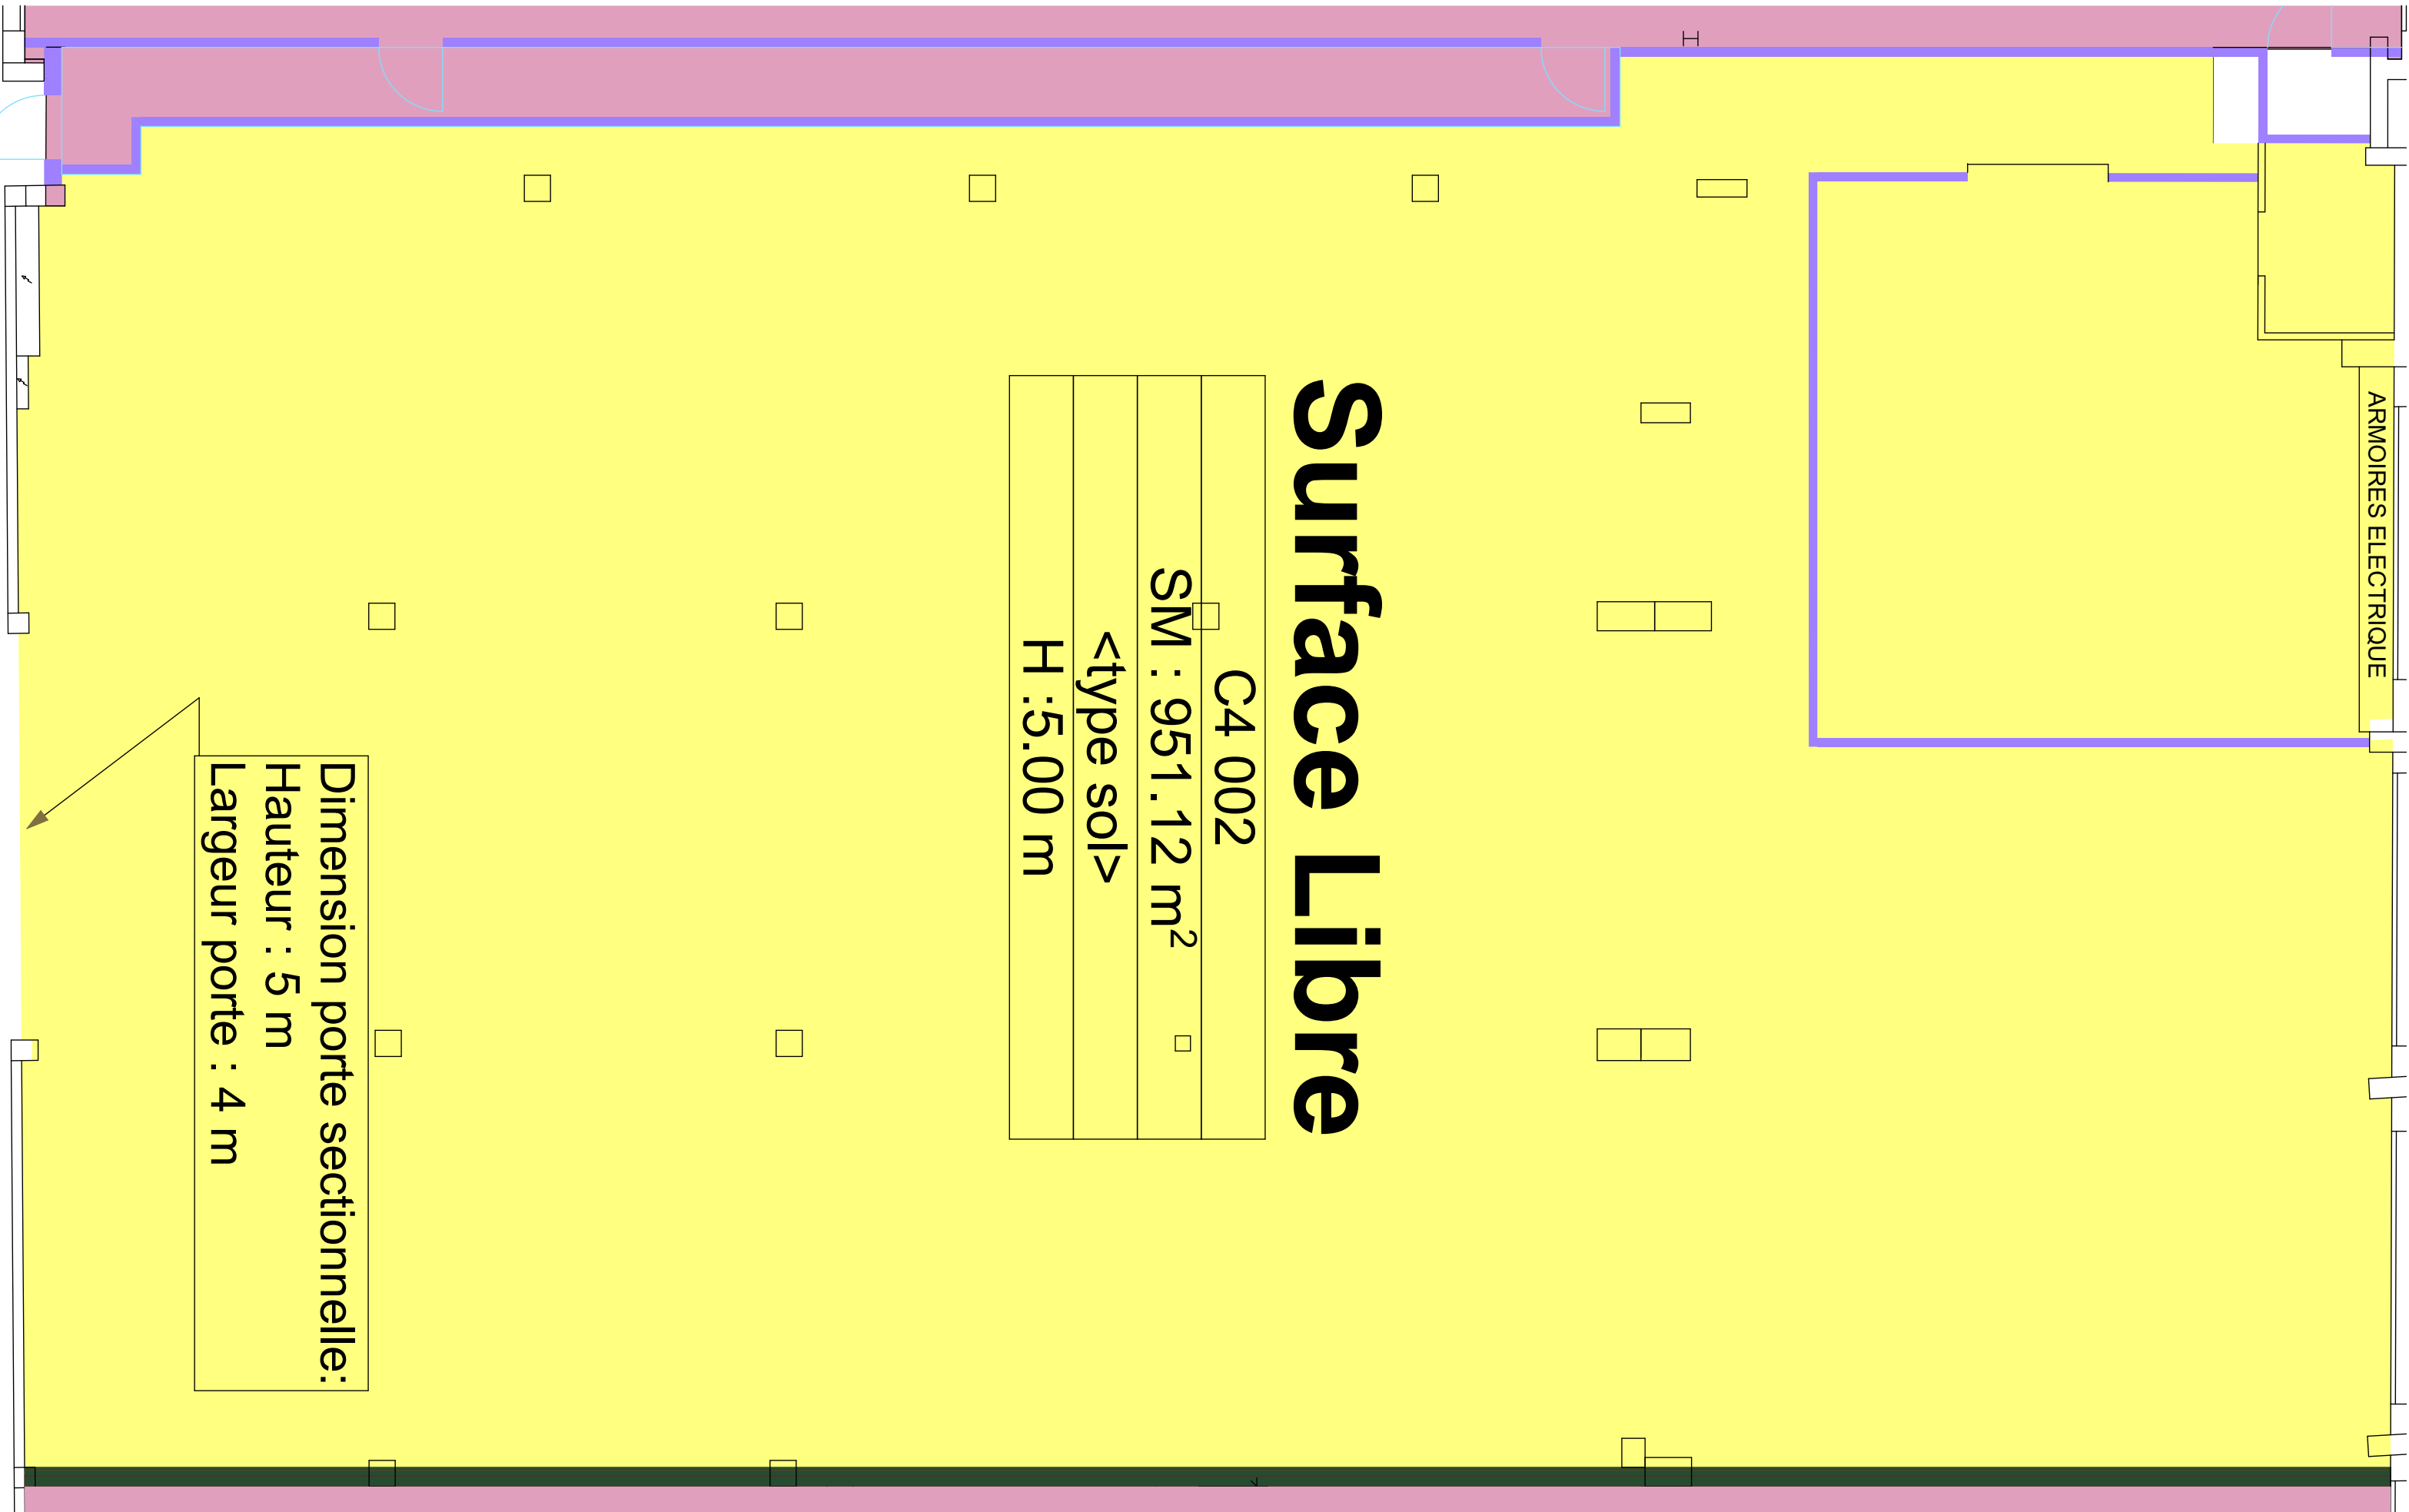 Surface Libre
C4 002
SM : 951.12 m²
<type sol>
H :5.00 m
Dimension porte sectionnelle:
Hauteur : 5 m
Largeur porte : 4 m
ARMOIRES ELECTRIQUE